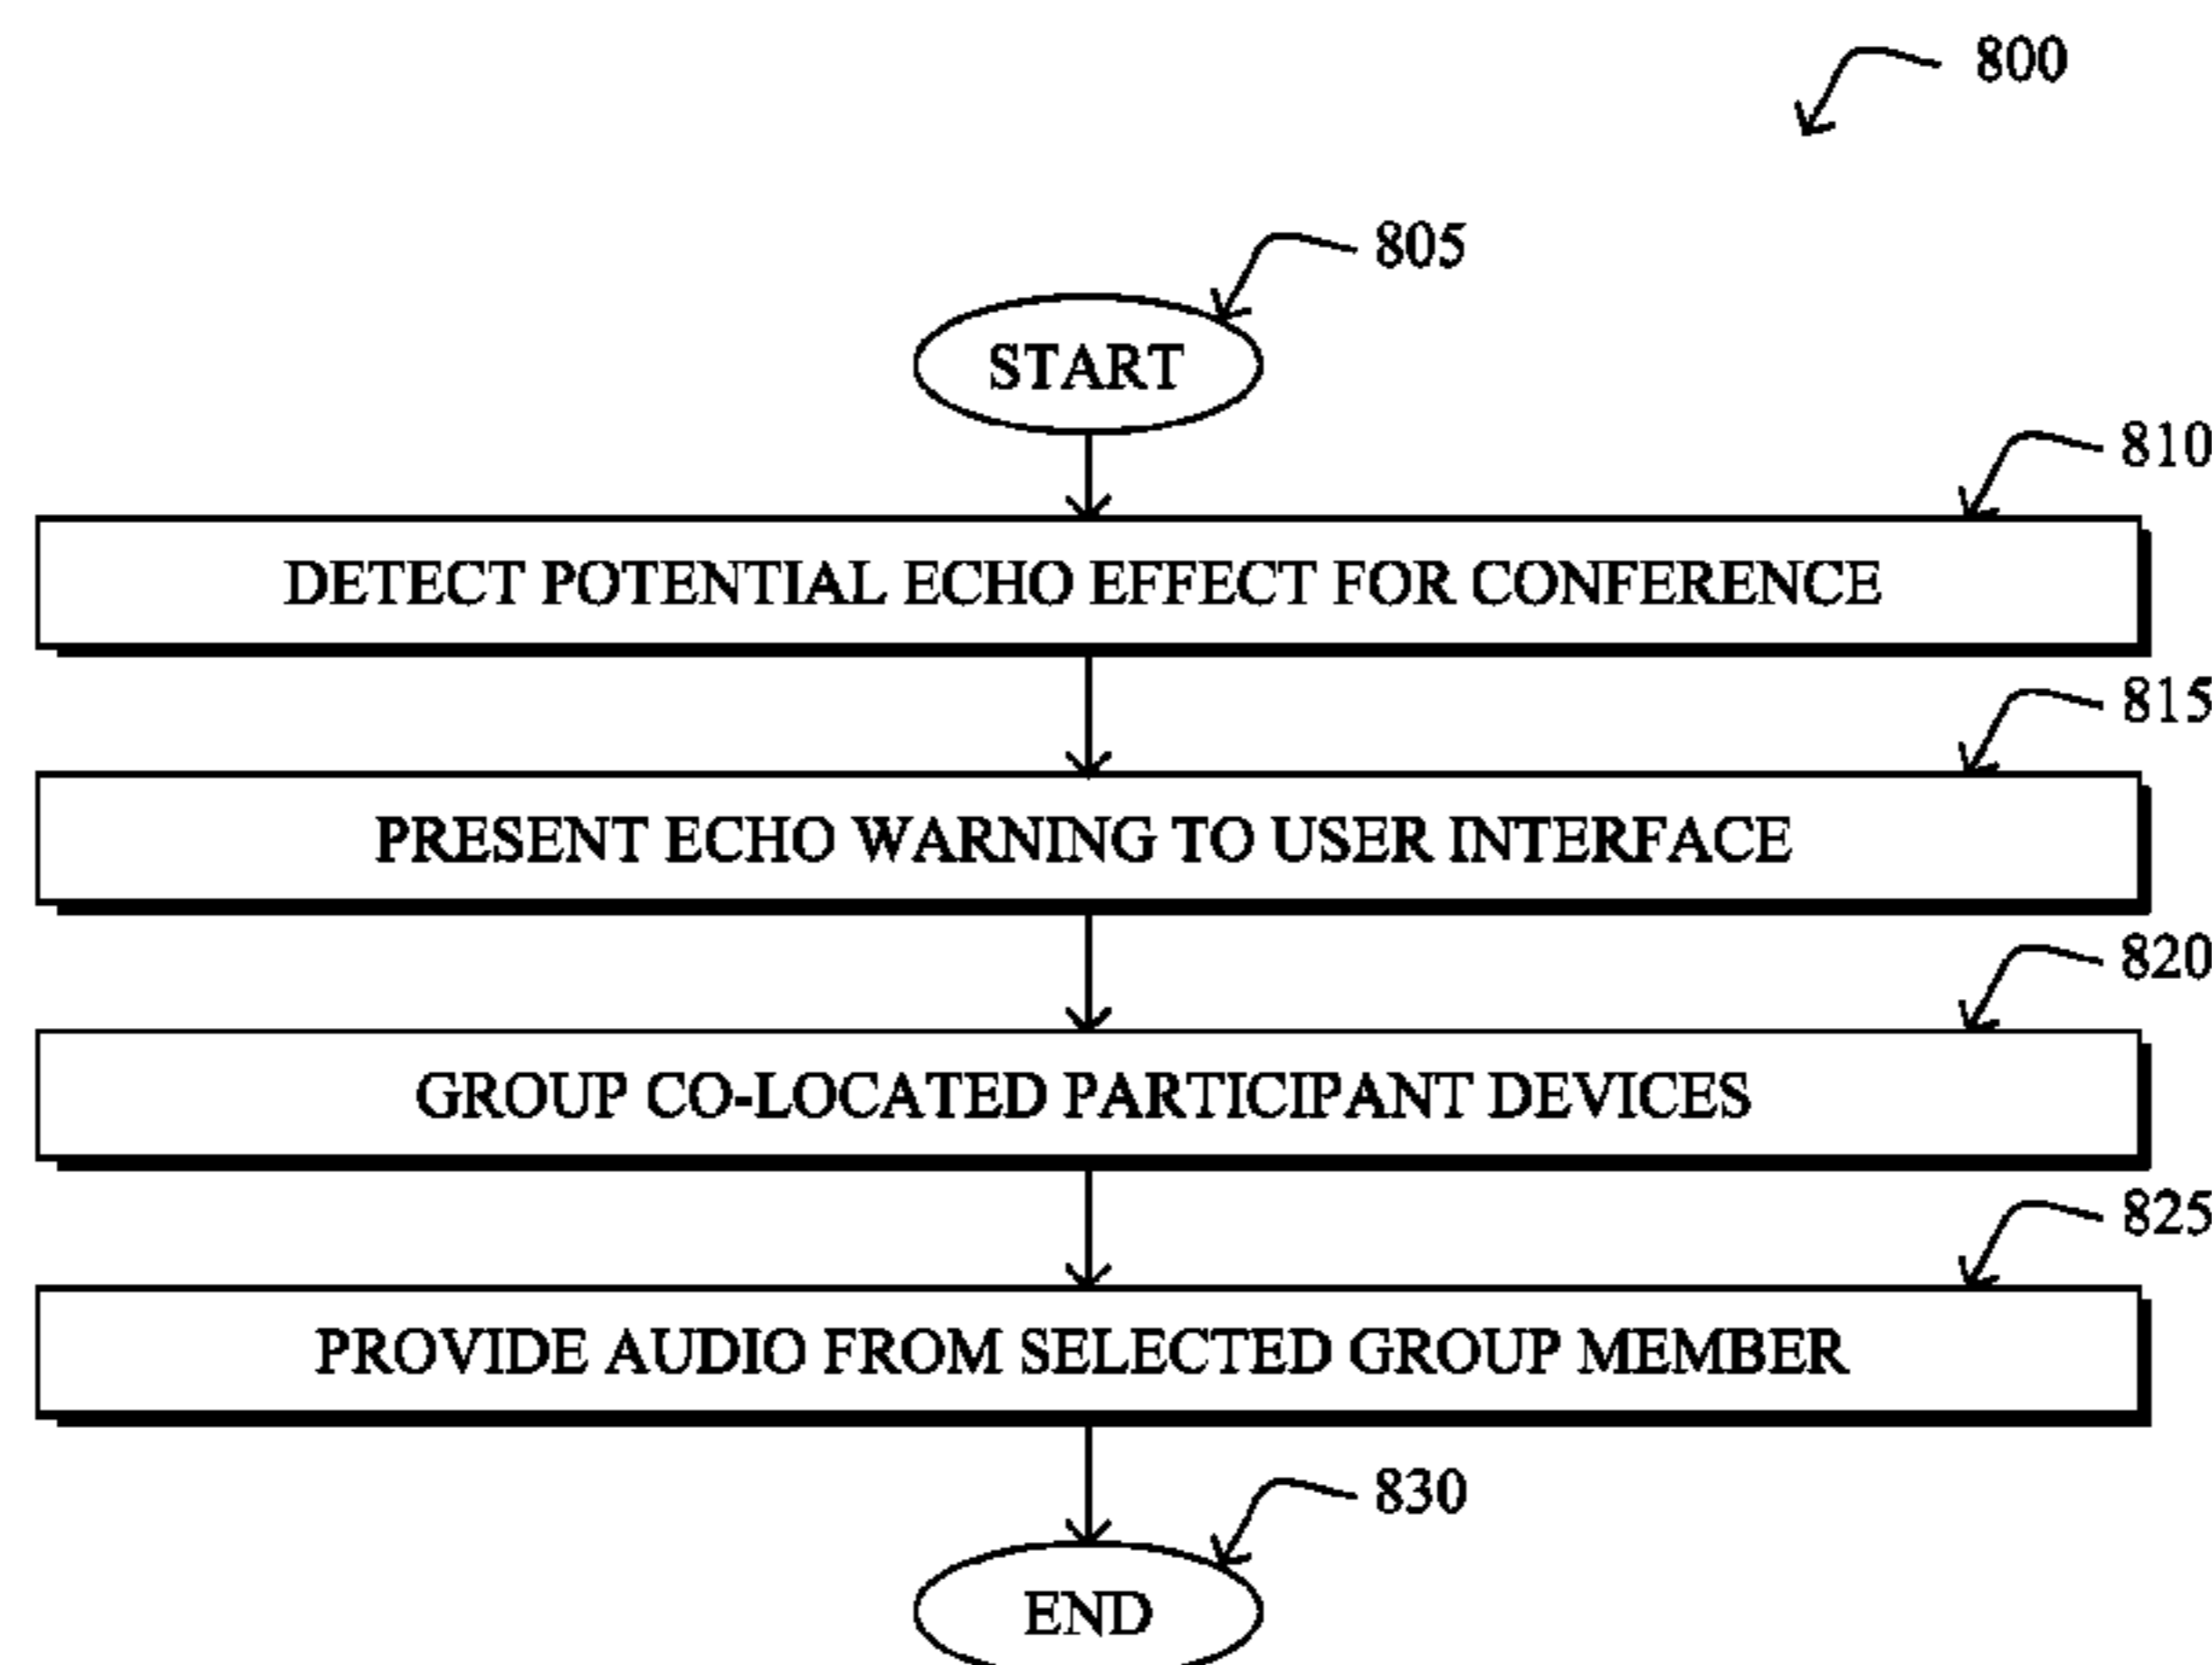 800
805
START
810
DETECT POTENTIAL ECHO EFFECT FOR CONFERENCE
815
PRESENT ECHO WARNING TO USER INTERFACE
820
GROUP CO-LOCATED PARTICIPANT DEVICES
825
PROVIDE AUDIO FROM SELECTED GROUP MEMBER
830
END